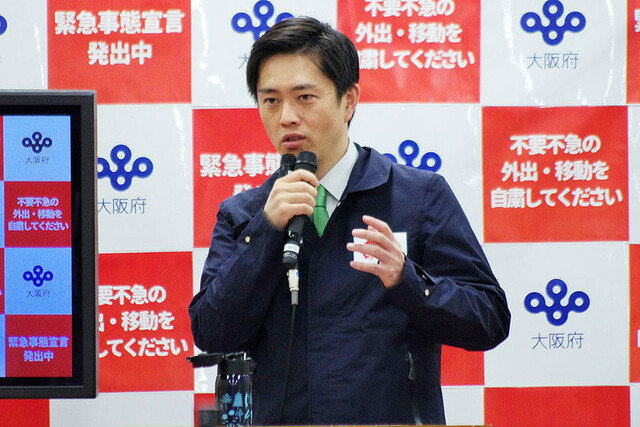 緊急事態宣言
発出中
大
不要不急の
外出・移動を
自粛してください
大阪府
大阪府
不要不急の
外出・移動を
自粛してください
大阪府
緊急事態宣言
発出中
大阪府
緊急事態宣言
発
不要不急の
外出・移動を
自粛してください
不要不急の
出・移動を
してください
大阪府